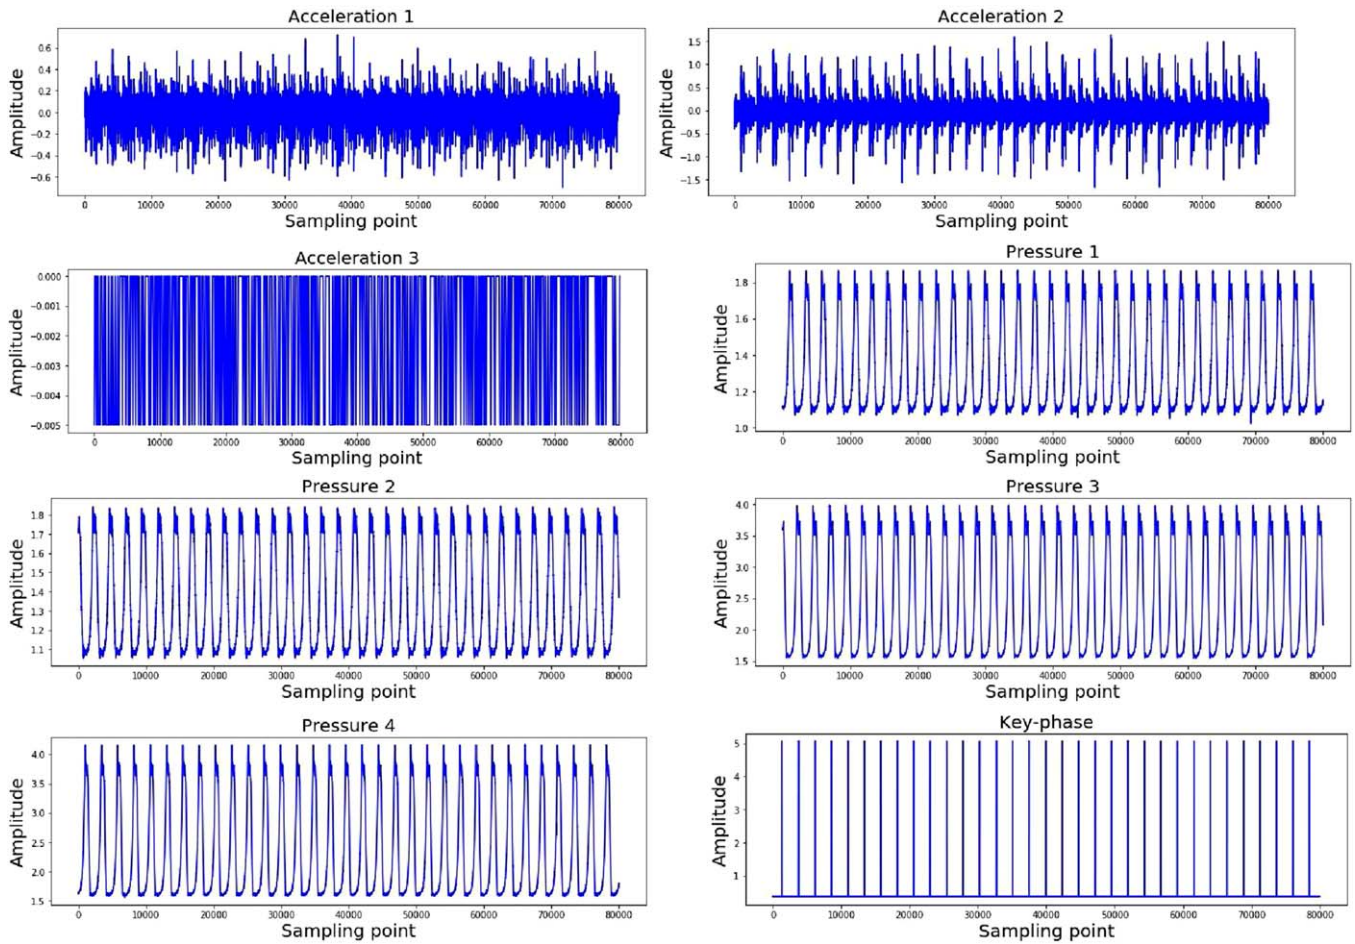 Acceleration 1
Amplitude
0.6
0.4
0.2
0.0
−0.2
−0.4
−0.6
0 10000 20000 30000 40000 50000 60000 70000 80000
Sampling point
Acceleration 2
Amplitude
1.5
1.0
0.5
0.0
−0.5
−1.0
−1.5
0 10000 20000 30000 40000 50000 60000 70000 80000
Sampling point
Acceleration 3
Amplitude
0.000
−0.001
−0.002
−0.003
−0.004
−0.005
0 10000 20000 30000 40000 50000 60000 70000 80000
Sampling point
Pressure 1
Amplitude
1.8
1.6
1.4
1.2
1.0
0 10000 20000 30000 40000 50000 60000 70000 80000
Sampling point
Pressure 2
Amplitude
1.8
1.7
1.6
1.5
1.4
1.3
1.2
1.1
0 10000 20000 30000 40000 50000 60000 70000 80000
Sampling point
Pressure 3
Amplitude
4.0
3.5
3.0
2.5
2.0
1.5
0 10000 20000 30000 40000 50000 60000 70000 80000
Sampling point
Pressure 4
Amplitude
4.0
3.5
3.0
2.5
2.0
1.5
0 10000 20000 30000 40000 50000 60000 70000 80000
Sampling point
Key-phase
Amplitude
5
4
3
2
1
0 10000 20000 30000 40000 50000 60000 70000 80000
Sampling point